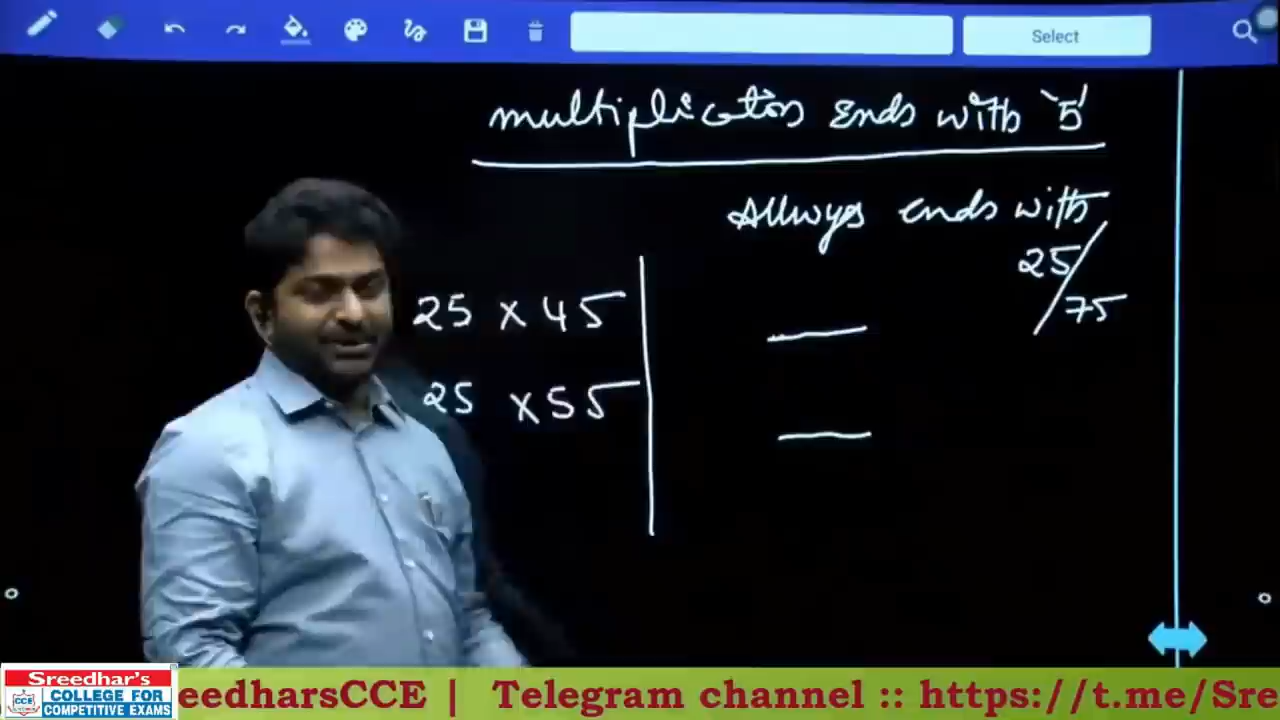 Select
multiplication ends with '5'
Allways ends with
25/
75
25 x 45
25 x 55
Sreedhar's
CCE
COLLEGE FOR
COMPETITIVE EXAMS
eedharsCCE | Telegram channel :: https://t.me/Sre